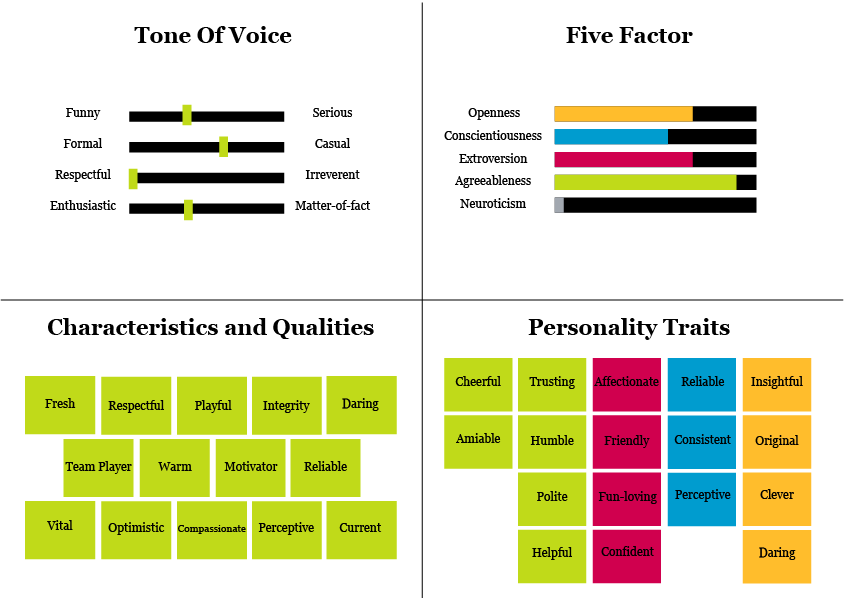 Tone Of Voice
Funny Serious
Formal Casual
Respectful Irreverent
Enthusiastic Matter-of-fact
Five Factor
Openness
Conscientiousness
Extroversion
Agreeableness
Neuroticism
Characteristics and Qualities
Fresh Respectful Playful Integrity Daring
Team Player Warm Motivator Reliable
Vital Optimistic Compassionate Perceptive Current
Personality Traits
Cheerful Trusting Affectionate Reliable Insightful
Amiable Humble Friendly Consistent Original
Polite Fun-loving Perceptive Clever
Helpful Confident Daring